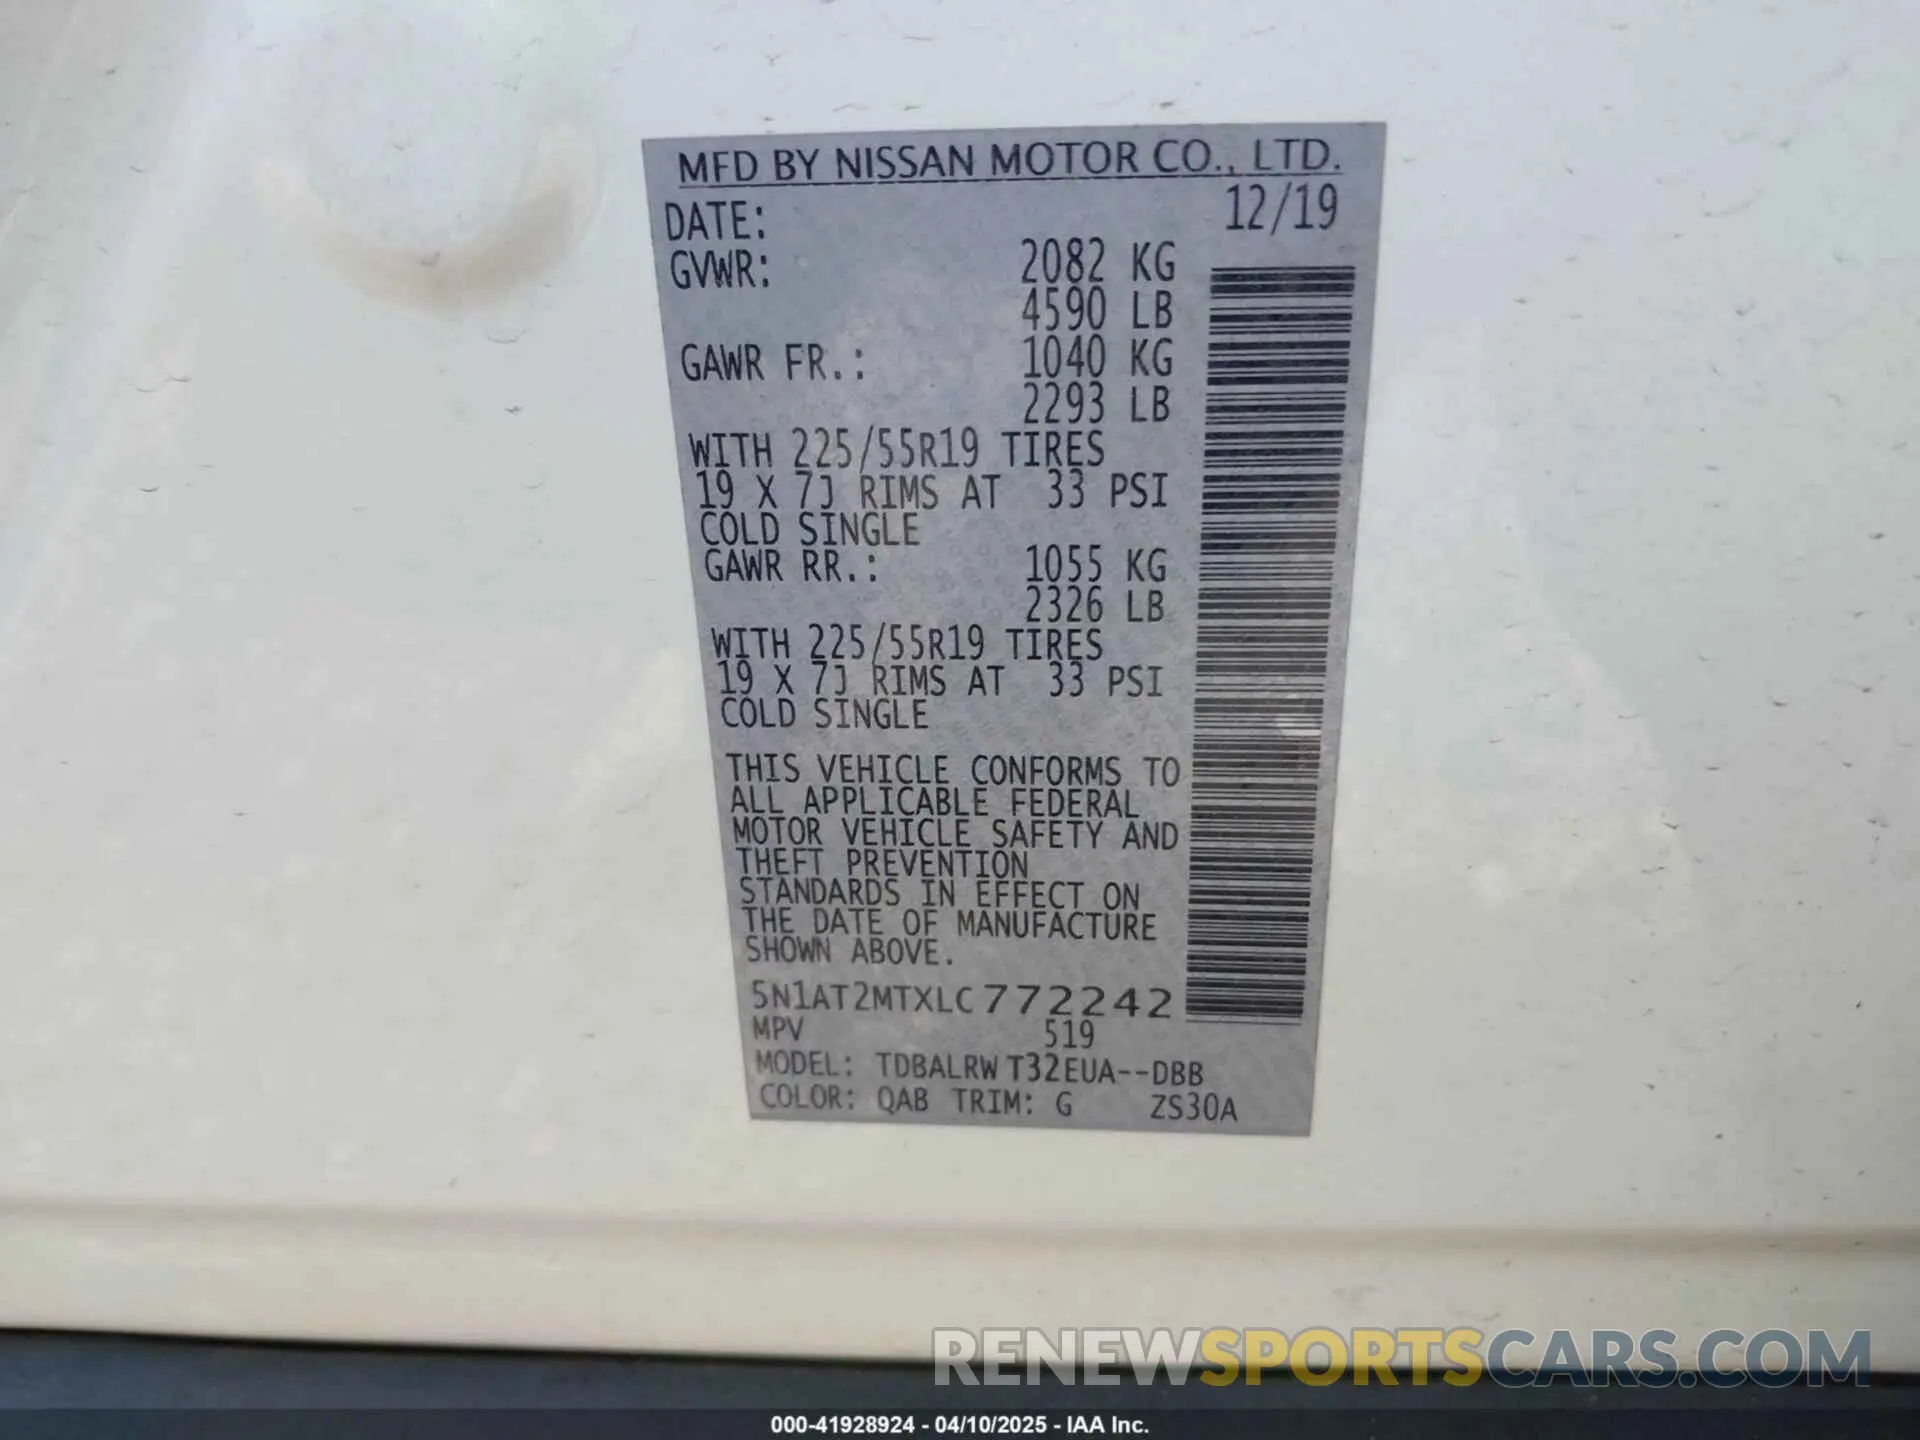 MFD BY NISSAN MOTOR CO., LTD.
DATE: 12/19
GVWR: 2082 KG
4590 LB
GAWR FR.: 1040 KG
2293 LB
WITH 225/55R19 TIRES
19 X 7J RIMS AT 33 PSI
COLD SINGLE
GAWR RR.: 1055 KG
2326 LB
WITH 225/55R19 TIRES
19 X 7J RIMS AT 33 PSI
COLD SINGLE
THIS VEHICLE CONFORMS TO
ALL APPLICABLE FEDERAL
MOTOR VEHICLE SAFETY AND
THEFT PREVENTION
STANDARDS IN EFFECT ON
THE DATE OF MANUFACTURE
SHOWN ABOVE.
5N1AT2MTXLC772242
MPV 519
MODEL: TDBALRW T32EUA--DBB
COLOR: QAB TRIM: G ZS30A
RENEWSPORTSCARS.COM
000-41928924 - 04/10/2025 - IAA Inc.